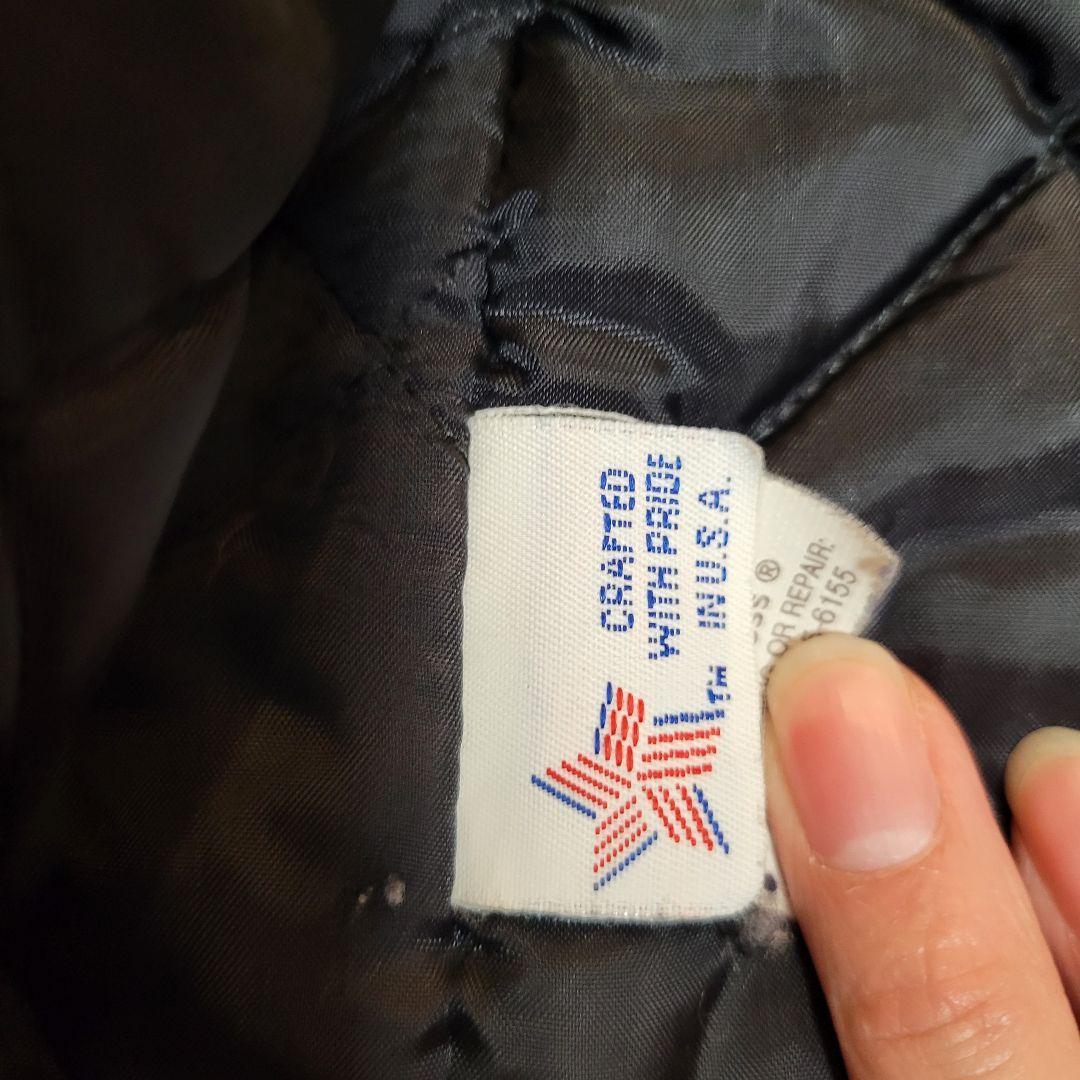 CRAFTED
WITH PRIDE
IN U.S.A.
TM
®
OR REPAIR:
-6155